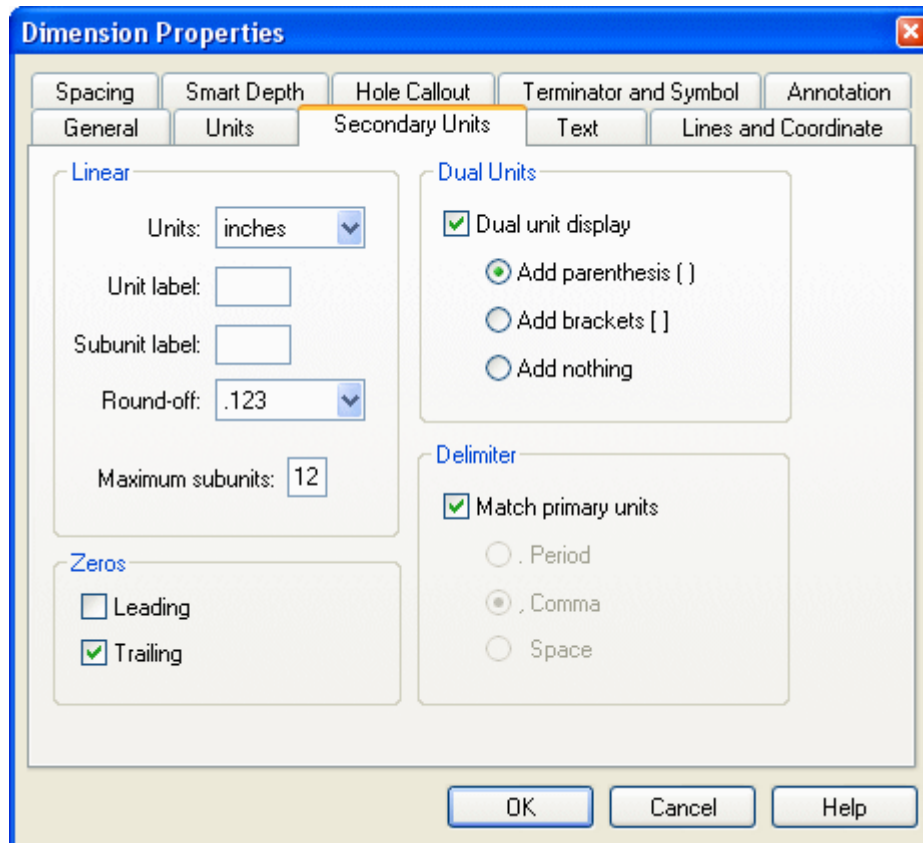 Dimension Properties
Spacing Smart Depth Hole Callout Terminator and Symbol Annotation
General Units Secondary Units Text Lines and Coordinate
Linear
Units: inches
Unit label:
Subunit label:
Round-off: .123
Maximum subunits: 12
Zeros
Leading
Trailing
Dual Units
Dual unit display
Add parenthesis ( )
Add brackets [ ]
Add nothing
Delimiter
Match primary units
. Period
, Comma
Space
OK Cancel Help